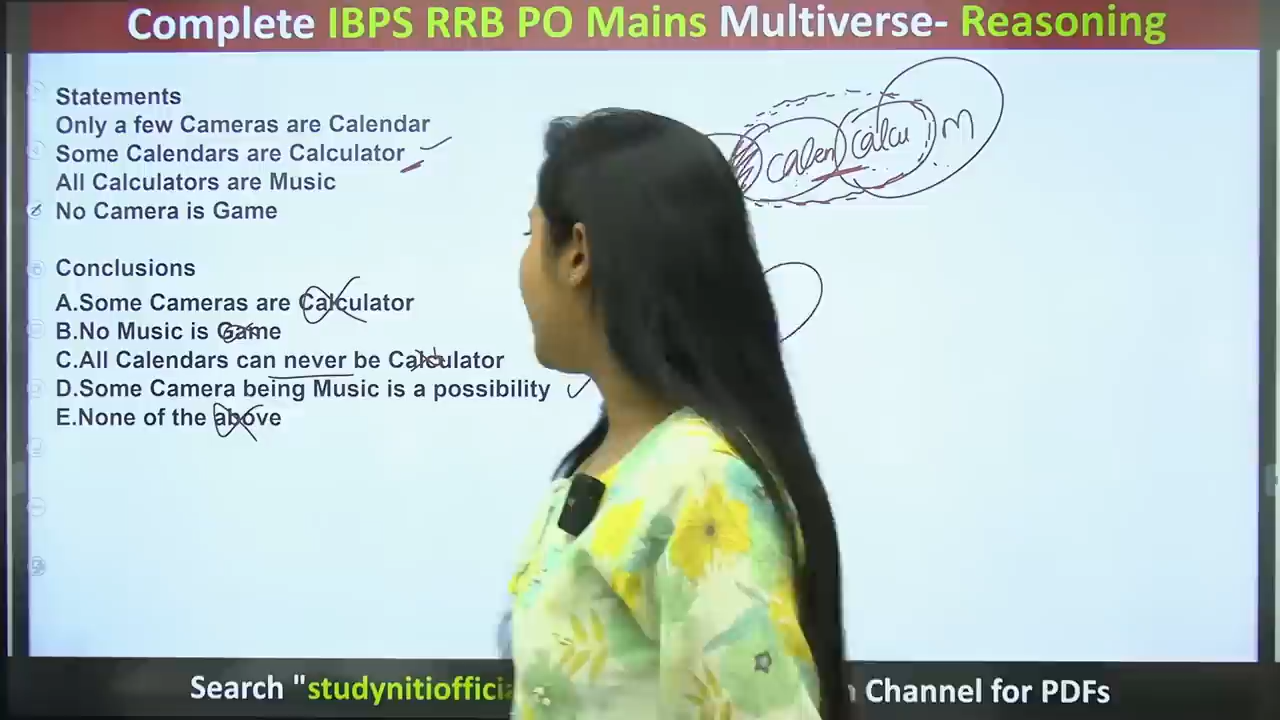 Complete IBPS RRB PO Mains Multiverse- Reasoning
Statements
Only a few Cameras are Calendar
Some Calendars are Calculator
All Calculators are Music
No Camera is Game
Conclusions
A.Some Cameras are Calculator
B.No Music is Game
C.All Calendars can never be Calculator
D.Some Camera being Music is a possibility
E.None of the above
calen calcu M
Search "studynitioffici
Channel for PDFs